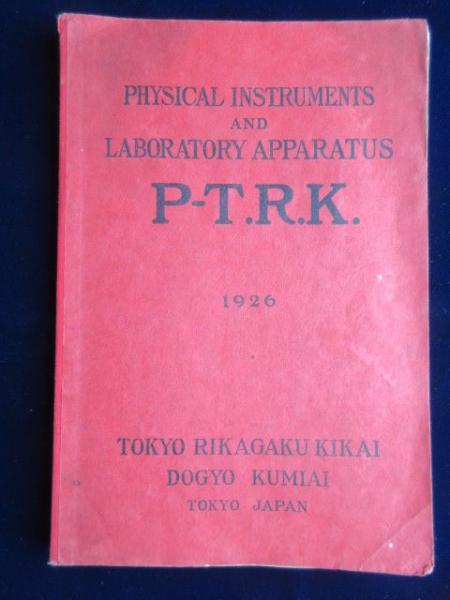 PHYSICAL INSTRUMENTS
AND
LABORATORY APPARATUS
P-T.R.K.
1926
TOKYO RIKAGAKU KIKAI
DOGYO KUMIAI
TOKYO JAPAN